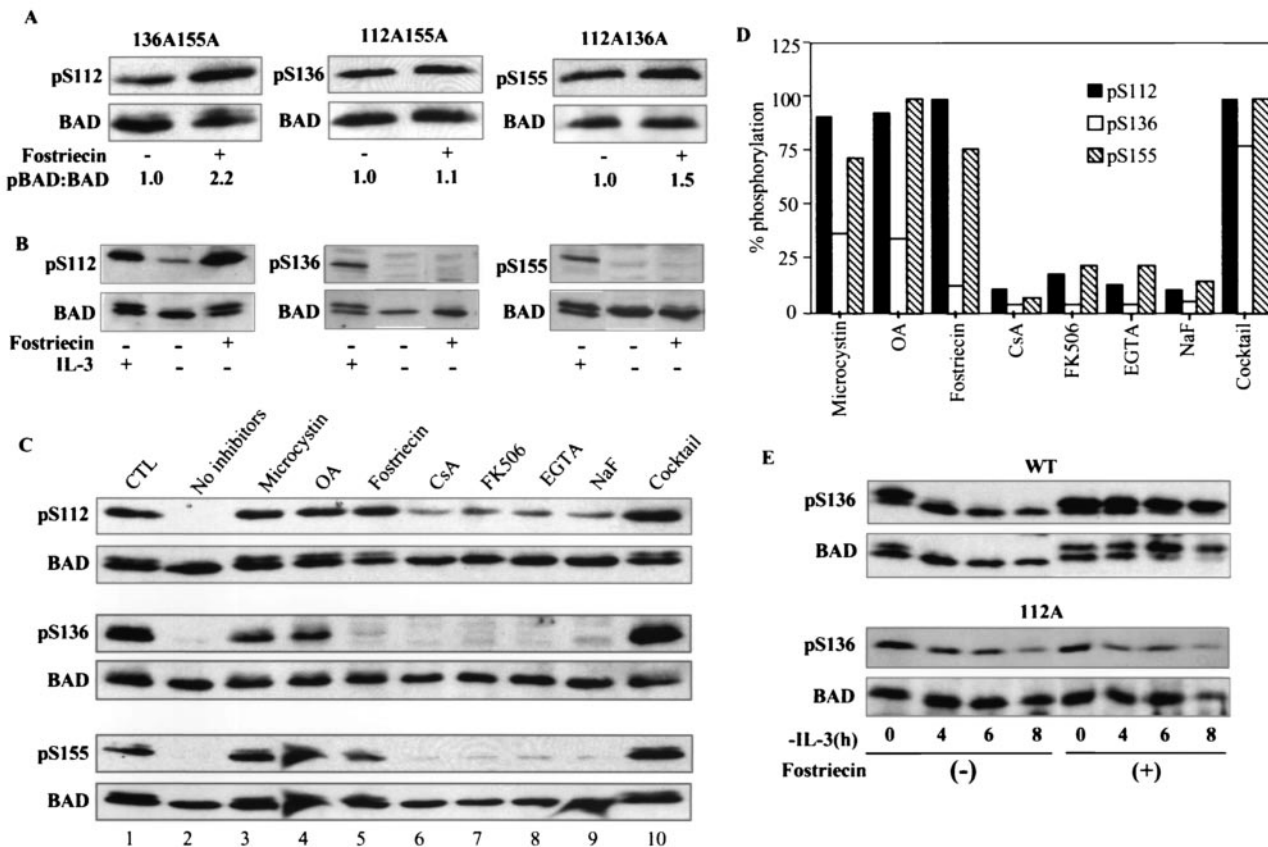 A
136A155A 112A155A 112A136A
pS112 pS136 pS155
BAD BAD BAD
Fostriecin - + - + - +
pBAD:BAD 1.0 2.2 1.0 1.1 1.0 1.5
B
pS112 pS136 pS155
BAD BAD BAD
Fostriecin - - + - - + - - +
IL-3 + - - + - - + - -
C
CTL No inhibitors Microcystin OA Fostriecin CsA FK506 EGTA NaF Cocktail
pS112
BAD
pS136
BAD
pS155
BAD
1 2 3 4 5 6 7 8 9 10
D
% phosphorylation
125
100
75
50
25
0
pS112
pS136
pS155
Microcystin OA Fostriecin CsA FK506 EGTA NaF Cocktail
E
WT
pS136
BAD
112A
pS136
BAD
-IL-3(h) 0 4 6 8 0 4 6 8
Fostriecin (-) (+)